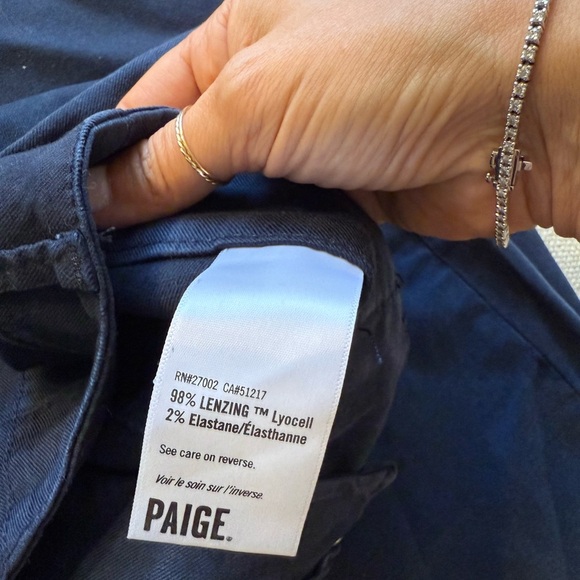 RN#27002 CA#51217
98% LENZING ™ Lyocell
2% Elastane/Élasthanne
See care on reverse.
Voir le soin sur l'inverse.
PAIGE®